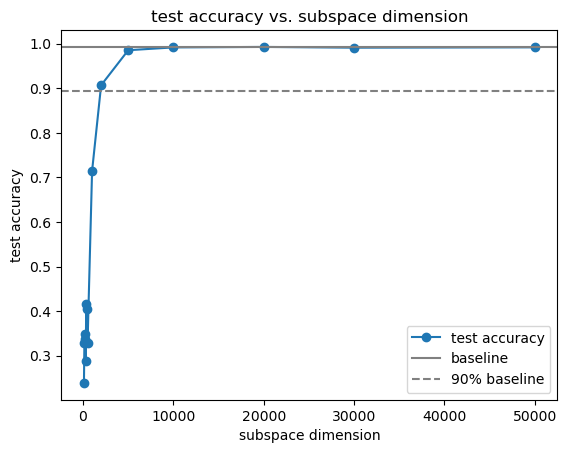 test accuracy vs. subspace dimension
1.0
0.9
0.8
0.7
0.6
0.5
0.4
0.3
test accuracy
test accuracy
baseline
90% baseline
0 10000 20000 30000 40000 50000
subspace dimension